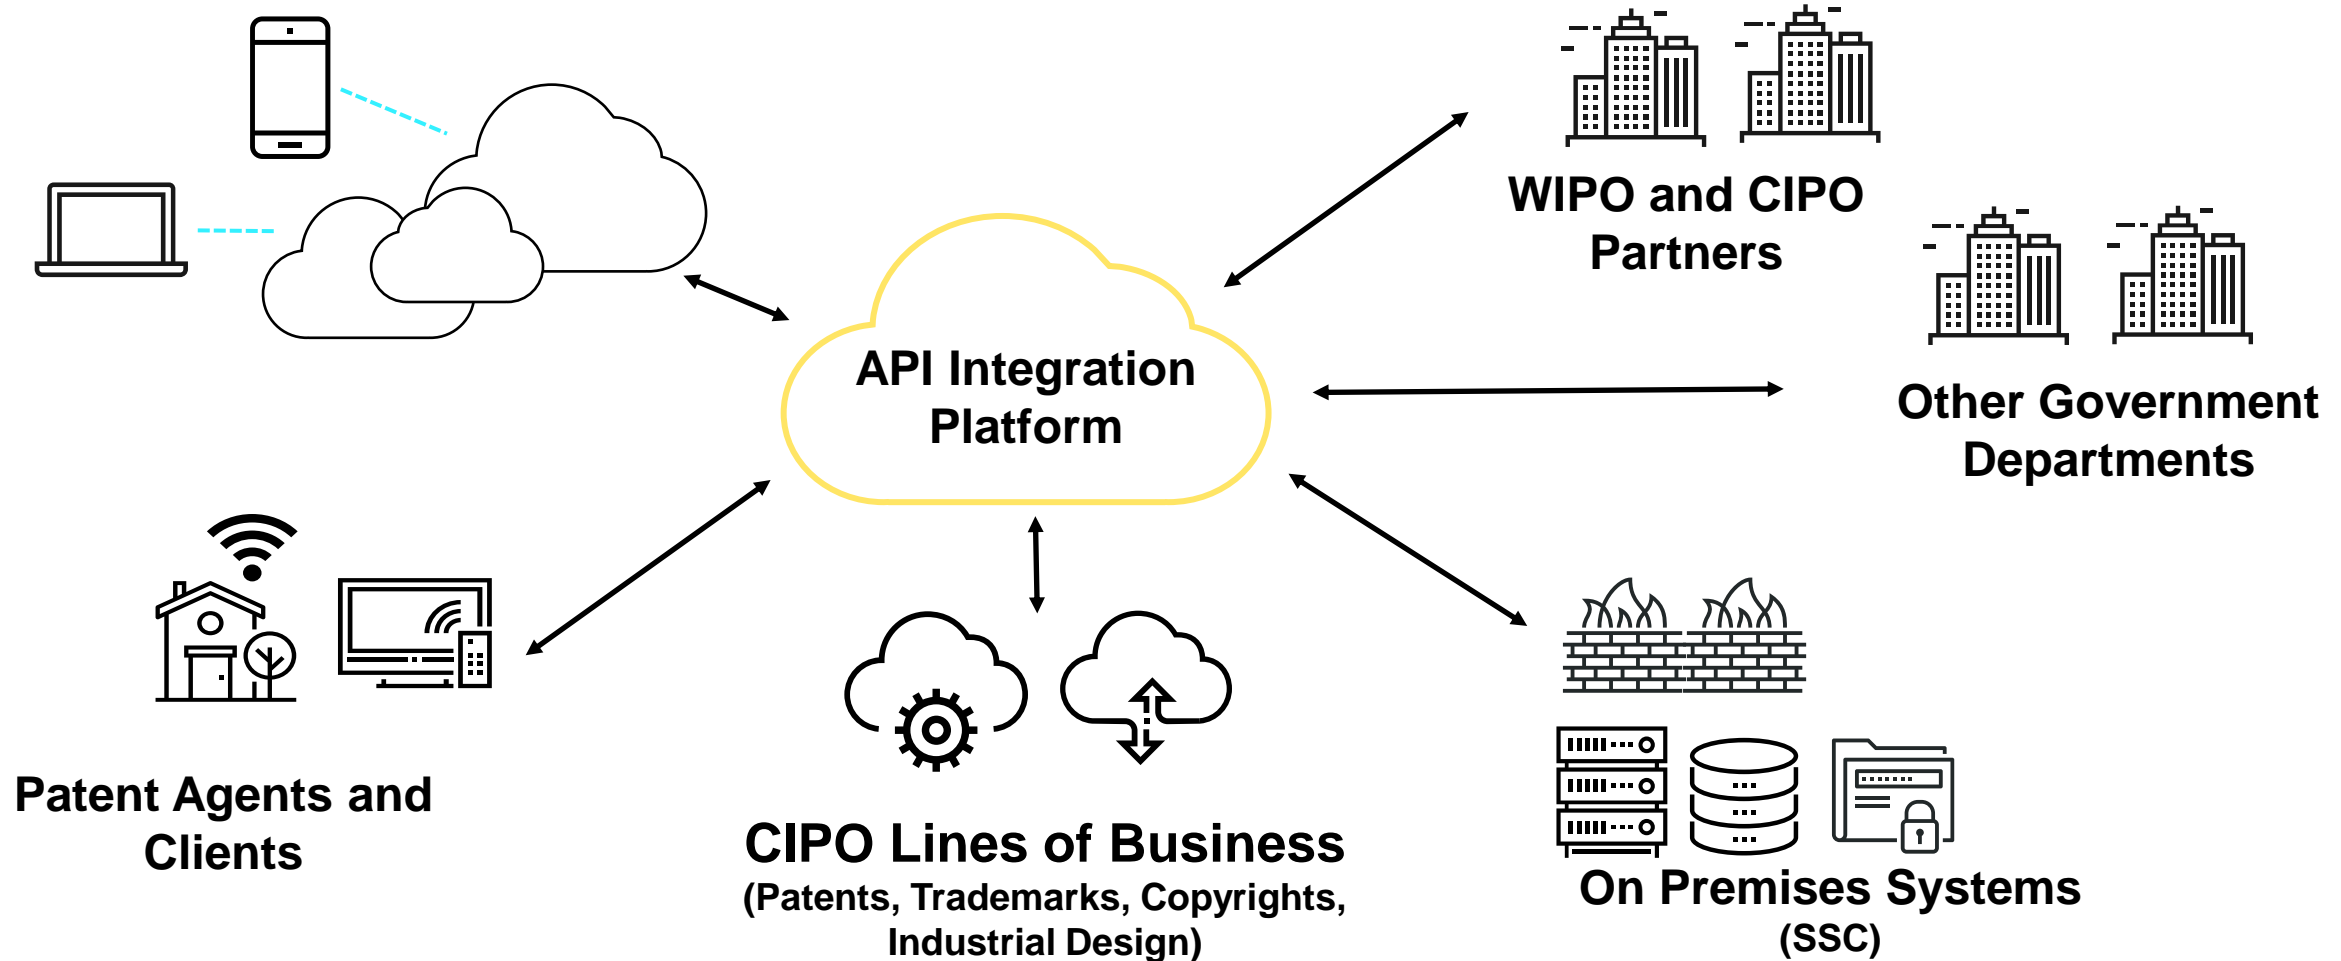 WIPO and CIPO
Partners
API Integration
Platform
Other Government
Departments
Patent Agents and
Clients
CIPO Lines of Business
(Patents, Trademarks, Copyrights,
Industrial Design)
On Premises Systems
(SSC)